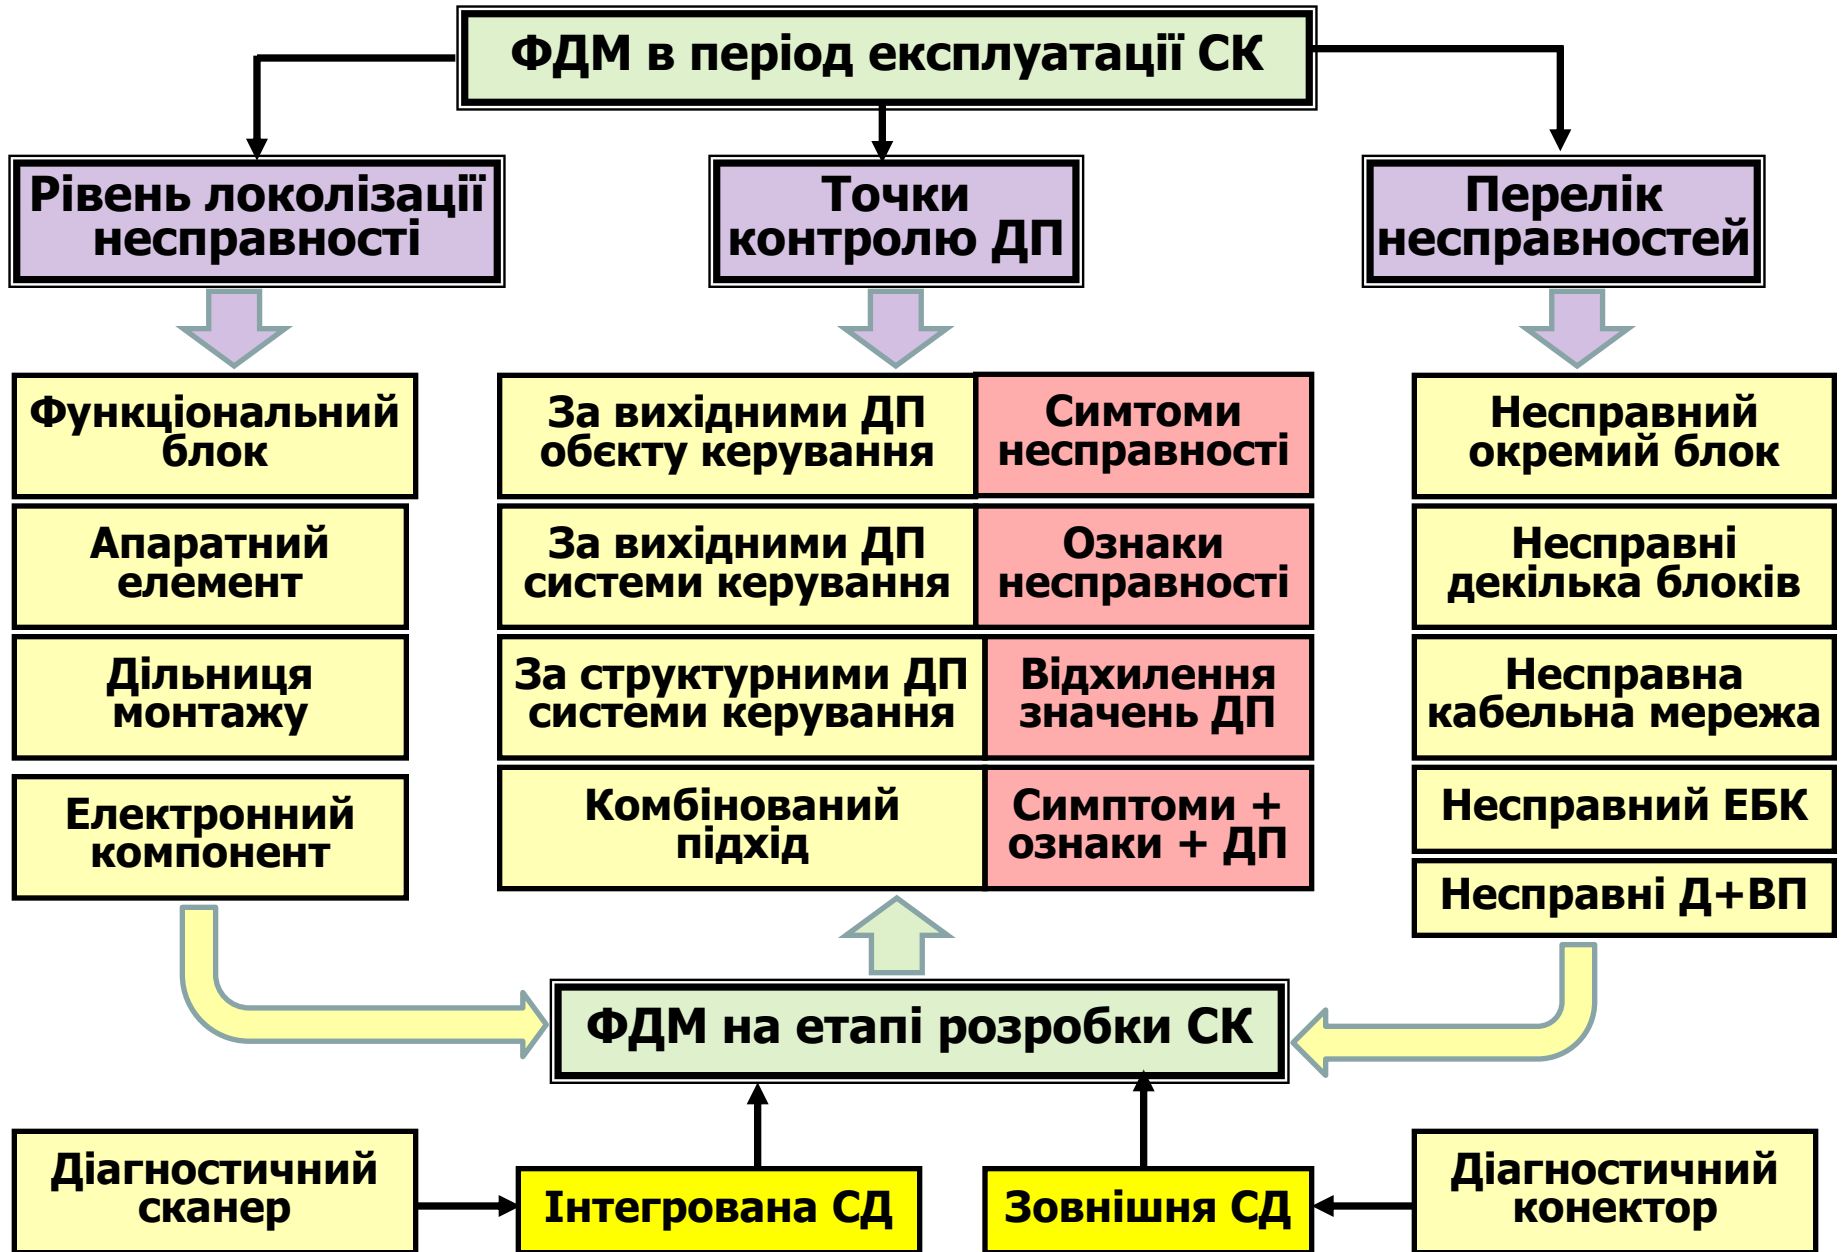 ФДМ в період експлуатації СК
Рівень локолізації
несправності
Точки
контролю ДП
Перелік
несправностей
Функціональний
блок
Апаратний
елемент
Дільниця
монтажу
Електронний
компонент
За вихідними ДП
обєкту керування
Симтоми
несправності
За вихідними ДП
системи керування
Ознаки
несправності
За структурними ДП
системи керування
Відхилення
значень ДП
Комбінований
підхід
Симптоми +
ознаки + ДП
Несправний
окремий блок
Несправні
декілька блоків
Несправна
кабельна мережа
Несправний ЕБК
Несправні Д+ВП
ФДМ на етапі розробки СК
Діагностичний
сканер
Інтегрована СД
Зовнішня СД
Діагностичний
конектор